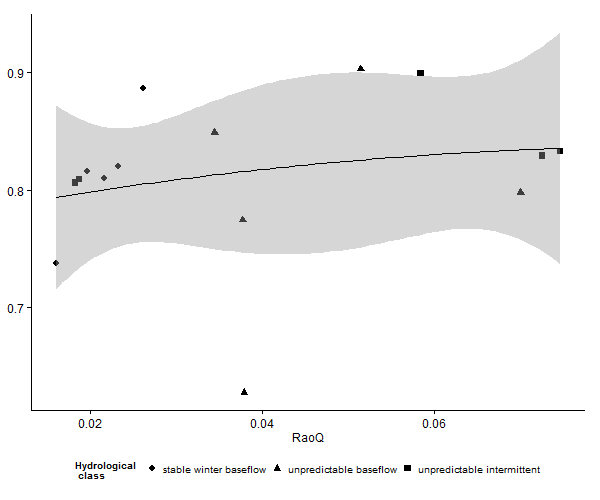 0.9
0.8
0.7
0.02 0.04 0.06
RaoQ
Hydrological
class
stable winter baseflow unpredictable baseflow unpredictable intermittent